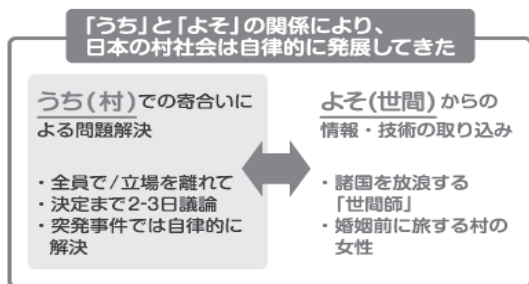 「うち」と「よそ」の関係により、
日本の村社会は自律的に発展してきた
うち(村)での寄合いに
よる問題解決
・全員で/立場を離れて
・決定まで2-3日議論
・突発事件では自律的に
解決
よそ(世間)からの
情報・技術の取り込み
・諸国を放浪する
「世間師」
・婚姻前に旅する村の
女性